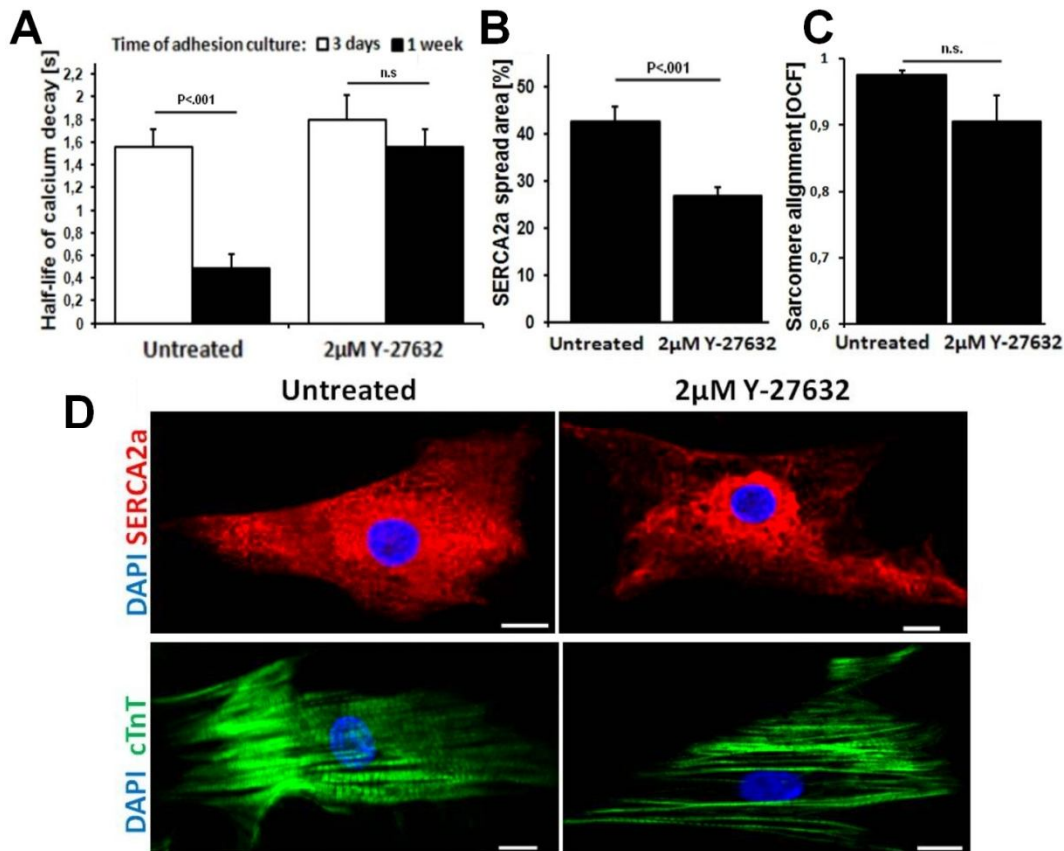 A
Time of adhesion culture: 3 days 1 week
Half-life of calcium decay [s]
2,2
2
1,8
1,6
1,4
1,2
1
0,8
0,6
0,4
0,2
0
P<.001
n.s
Untreated
2μM Y-27632
B
SERCA2a spread area [%]
50
40
30
20
10
0
P<.001
Untreated
2μM Y-27632
C
Sarcomere allignment [OCF]
1
0,9
0,8
0,7
0,6
n.s.
Untreated
2μM Y-27632
D
Untreated
2μM Y-27632
DAPI SERCA2a
DAPI cTnT